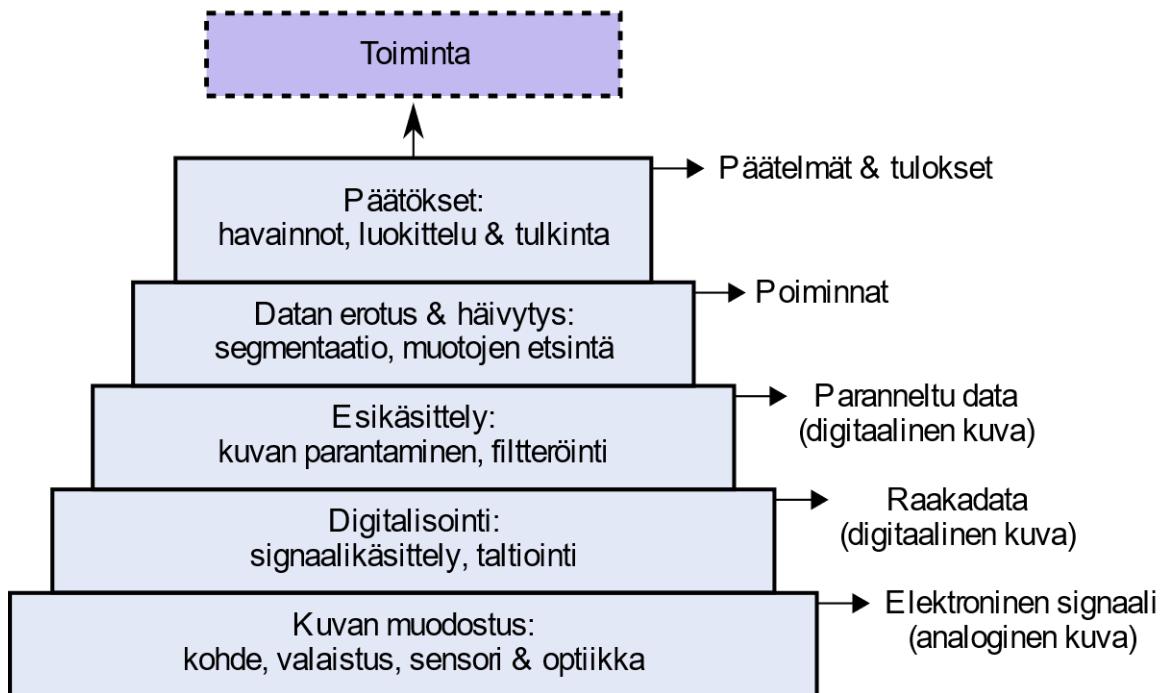 Toiminta
Päätelmät & tulokset
Päätökset:
havainnot, luokittelu & tulkinta
Poiminnat
Datan erotus & häivytys:
segmentaatio, muotojen etsintä
Paranneltu data
(digitaalinen kuva)
Esikäsittely:
kuvan parantaminen, filtteröinti
Raakadata
(digitaalinen kuva)
Digitalisointi:
signaalikäsittely, taltiointi
Elektroninen signaali
(analoginen kuva)
Kuvan muodostus:
kohde, valaistus, sensori & optiikka